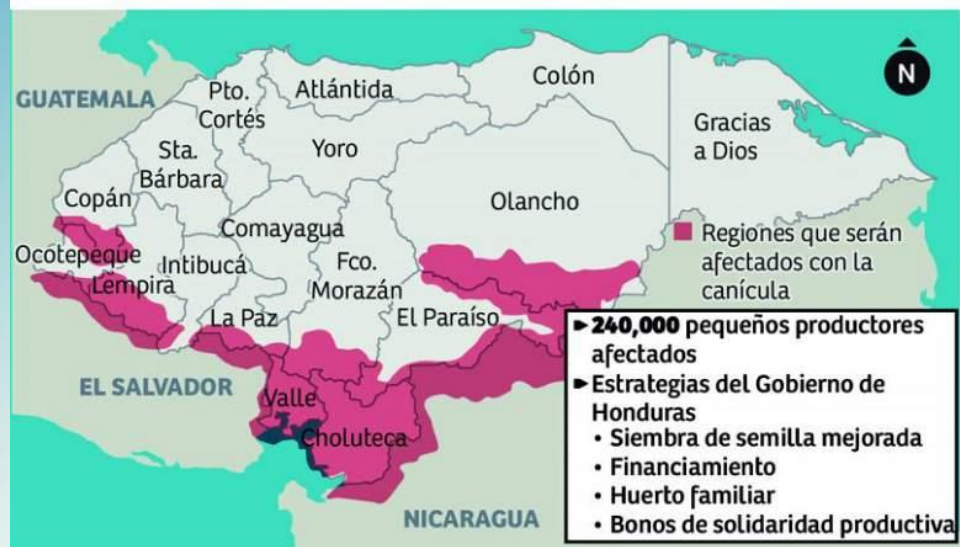 GUATEMALA
Pto.
Cortés
Atlántida
Colón
N
Sta.
Bárbara
Yoro
Gracias
a Dios
Copán
Olancho
Comayagua
Ocotepeque
Lempira
Intibucá
Fco.
Morazán
La Paz
El Paraíso
Regiones que serán
afectados con la
canícula
EL SALVADOR
Valle
Choluteca
NICARAGUA
240,000 pequeños productores
afectados
Estrategias del Gobierno de
Honduras
• Siembra de semilla mejorada
• Financiamiento
• Huerto familiar
• Bonos de solidaridad productiva